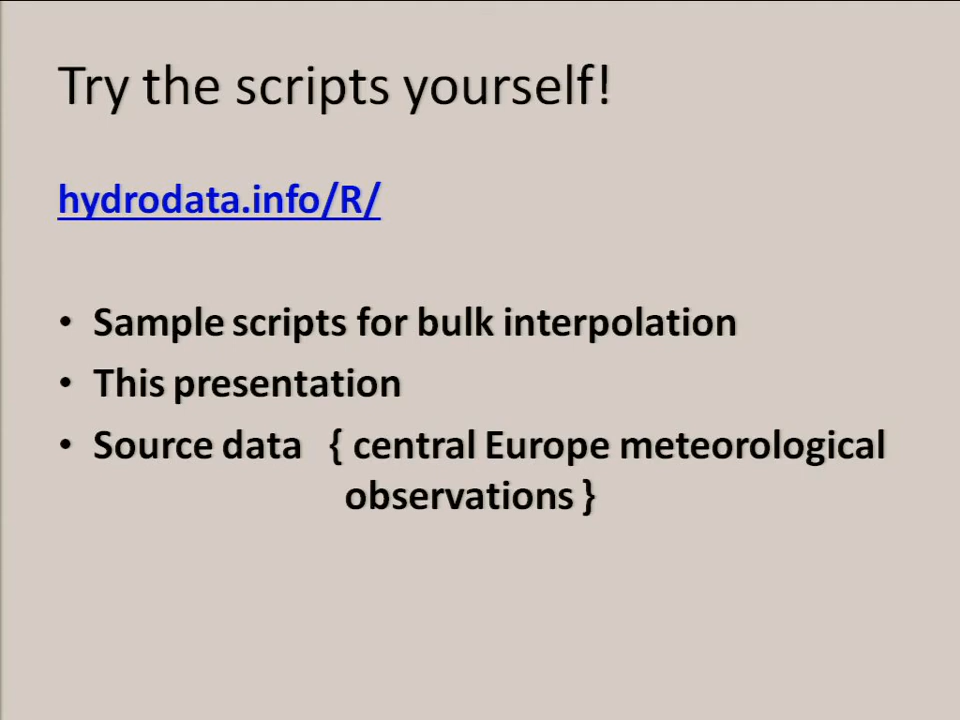 Try the scripts yourself!
hydrodata.info/R/
• Sample scripts for bulk interpolation
• This presentation
• Source data { central Europe meteorological
observations }